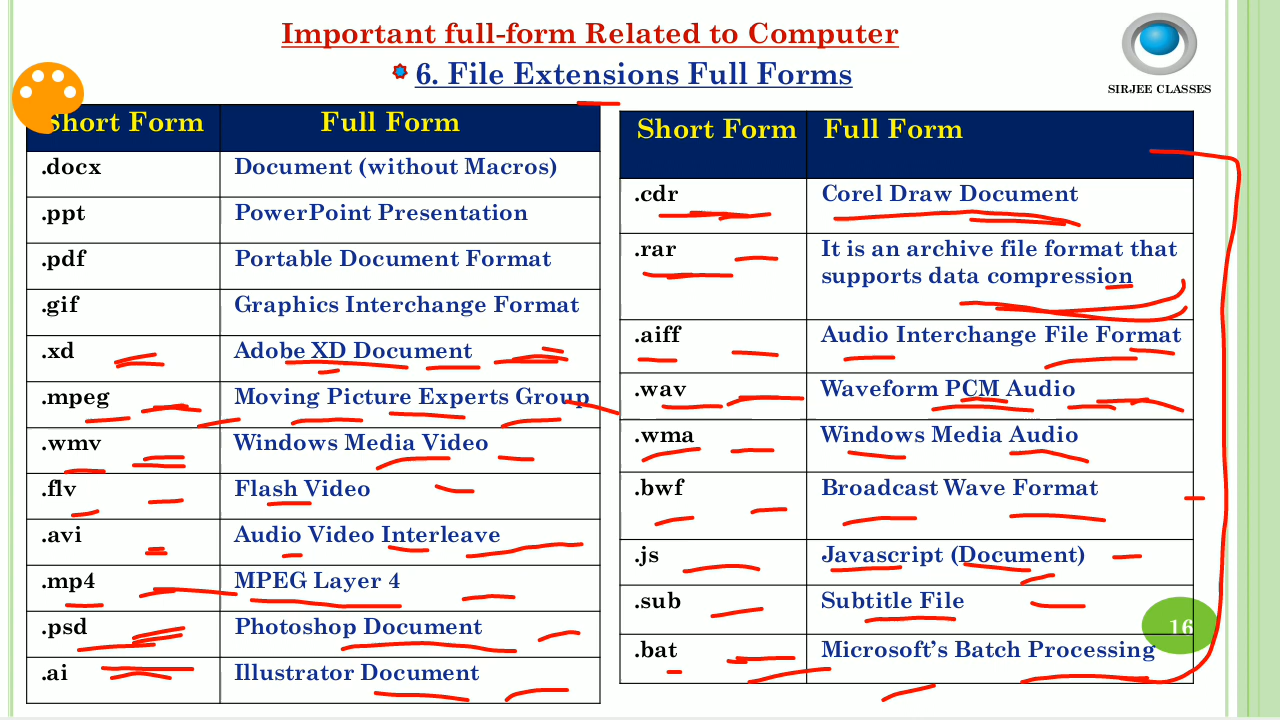 Important full-form Related to Computer
6. File Extensions Full Forms
SIRJEE CLASSES
Short Form Full Form
.docx Document (without Macros)
.ppt PowerPoint Presentation
.pdf Portable Document Format
.gif Graphics Interchange Format
.xd Adobe XD Document
.mpeg Moving Picture Experts Group
.wmv Windows Media Video
.flv Flash Video
.avi Audio Video Interleave
.mp4 MPEG Layer 4
.psd Photoshop Document
.ai Illustrator Document
Short Form Full Form
.cdr Corel Draw Document
.rar It is an archive file format that
supports data compression
.aiff Audio Interchange File Format
.wav Waveform PCM Audio
.wma Windows Media Audio
.bwf Broadcast Wave Format
.js Javascript (Document)
.sub Subtitle File
.bat Microsoft's Batch Processing
16